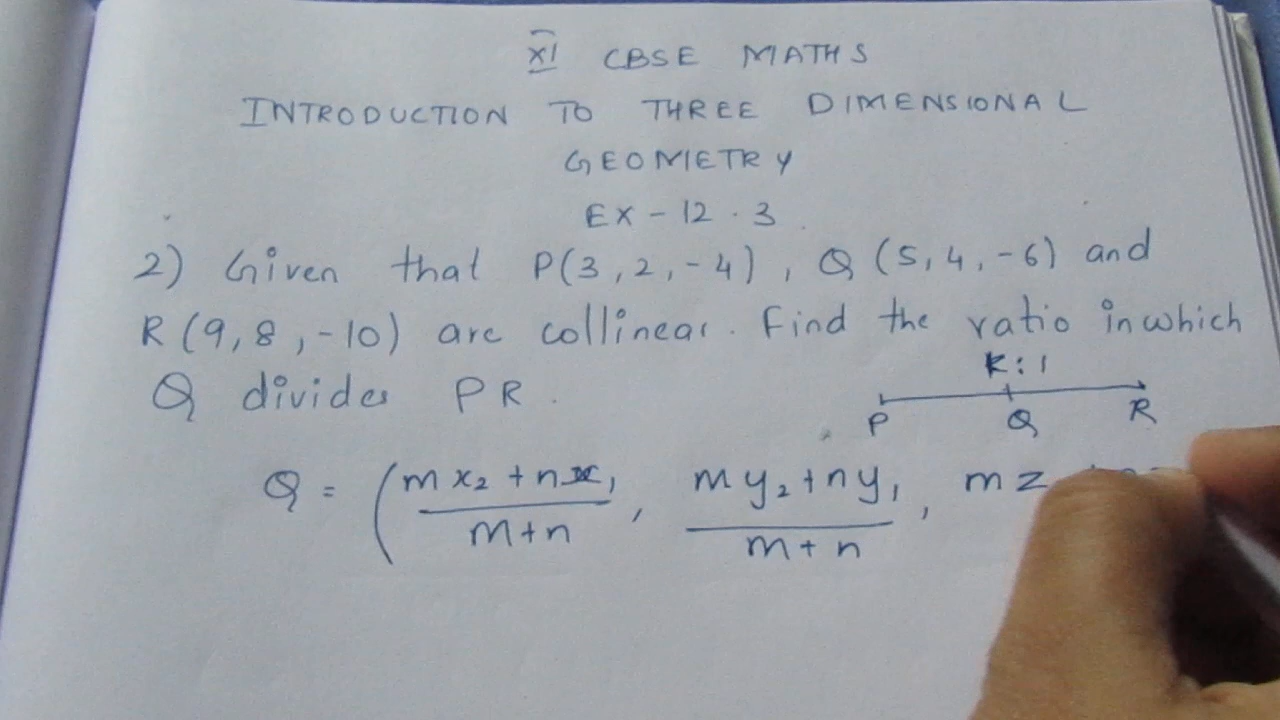 XI CBSE MATHS
INTRODUCTION TO THREE DIMENSIONAL
GEOMETRY
EX - 12.3
2) Given that P(3, 2, -4), Q (5, 4, -6) and
R (9, 8, -10) are collinear. Find the ratio in which
Q divides PR.
K : 1
P Q R
Q = (mx₂ + nx₁ / m+n, my₂ + ny₁ / m+n, mz